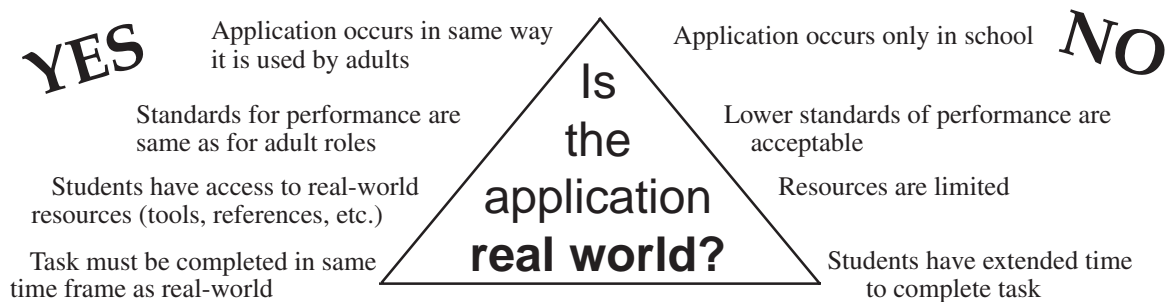 YES
Application occurs in same way
it is used by adults
Standards for performance are
same as for adult roles
Students have access to real-world
resources (tools, references, etc.)
Task must be completed in same
time frame as real-world
Is
the
application
real world?
NO
Application occurs only in school
Lower standards of performance are
acceptable
Resources are limited
Students have extended time
to complete task